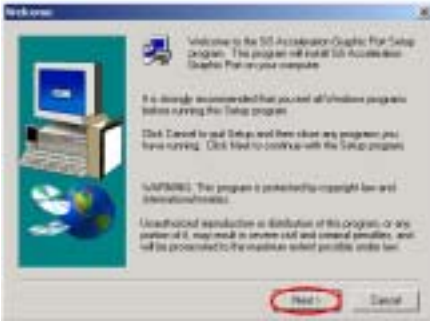 Welcome
Welcome to the SiS Accelerated Graphic Port Setup
program. This program will install SiS Accelerated
Graphic Port on your computer.
It is strongly recommended that you exit all Windows programs
before running this Setup program.
Click Cancel to quit Setup and then close any programs you
have running. Click Next to continue with the Setup program.
WARNING: This program is protected by copyright law and
international treaties.
Unauthorized reproduction or distribution of this program, or any
portion of it, may result in severe civil and criminal penalties, and
will be prosecuted to the maximum extent possible under law.
Next >
Cancel